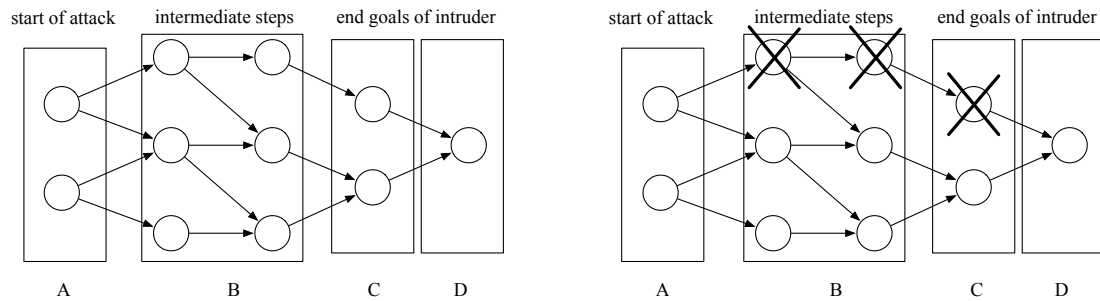 start of attack intermediate steps end goals of intruder
A B C D
start of attack intermediate steps end goals of intruder
A B C D